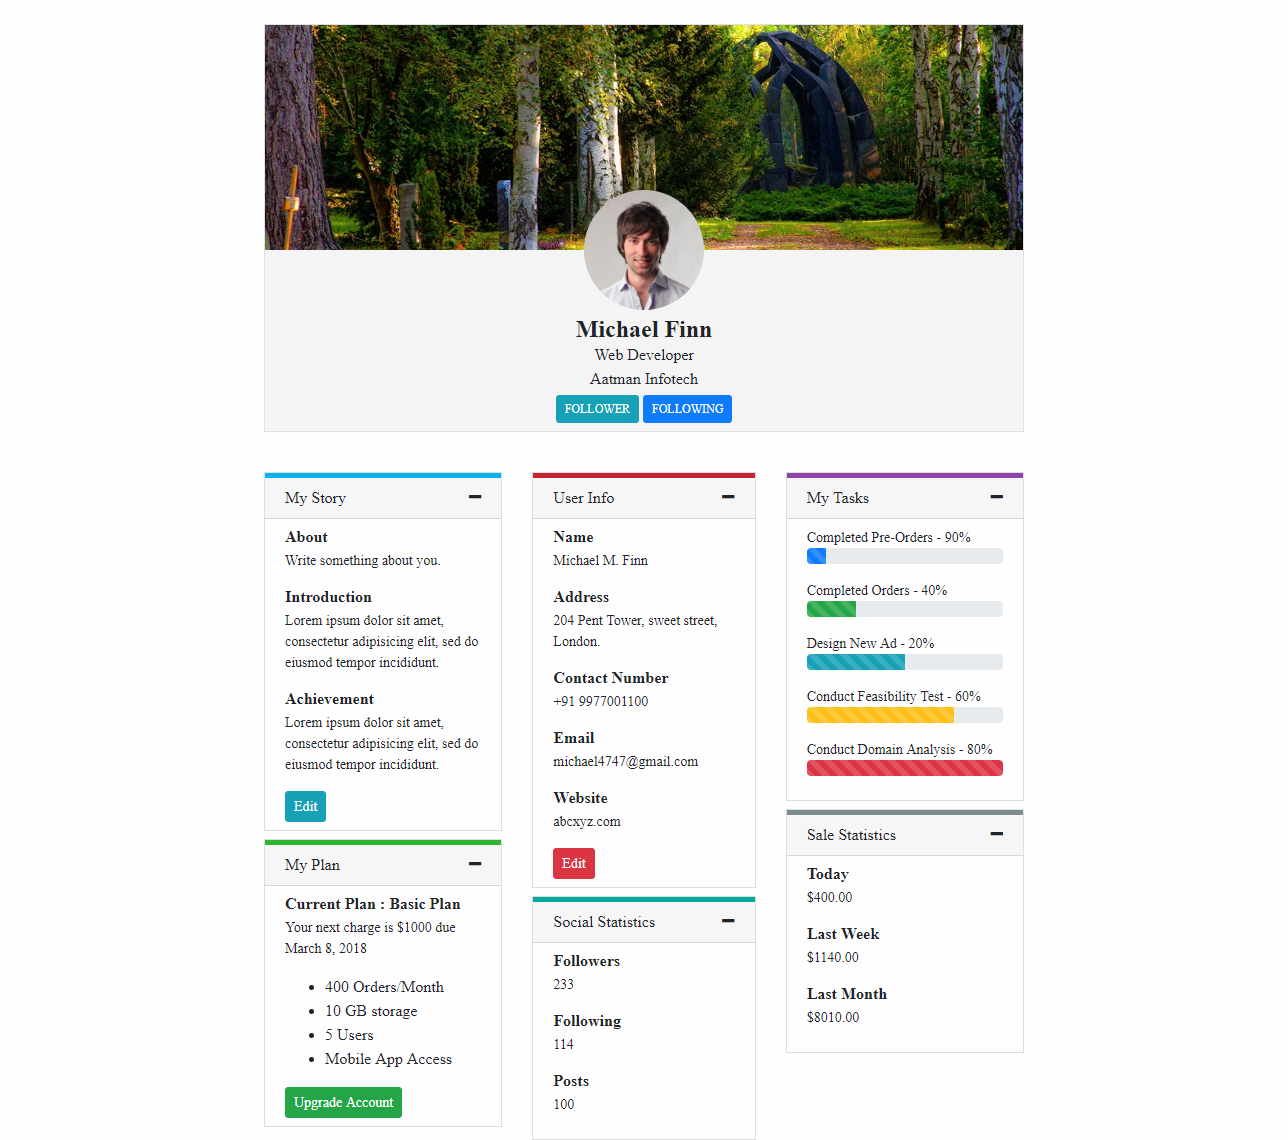 Michael Finn
Web Developer
Aatman Infotech
FOLLOWER FOLLOWING
My Story
About
Write something about you.
Introduction
Lorem ipsum dolor sit amet,
consectetur adipisicing elit, sed do
eiusmod tempor incididunt.
Achievement
Lorem ipsum dolor sit amet,
consectetur adipisicing elit, sed do
eiusmod tempor incididunt.
Edit
My Plan
Current Plan : Basic Plan
Your next charge is $1000 due
March 8, 2018
400 Orders/Month
10 GB storage
5 Users
Mobile App Access
Upgrade Account
User Info
Name
Michael M. Finn
Address
204 Pent Tower, sweet street,
London.
Contact Number
+91 9977001100
Email
michael4747@gmail.com
Website
abcxyz.com
Edit
Social Statistics
Followers
233
Following
114
Posts
100
My Tasks
Completed Pre-Orders - 90%
Completed Orders - 40%
Design New Ad - 20%
Conduct Feasibility Test - 60%
Conduct Domain Analysis - 80%
Sale Statistics
Today
$400.00
Last Week
$1140.00
Last Month
$8010.00